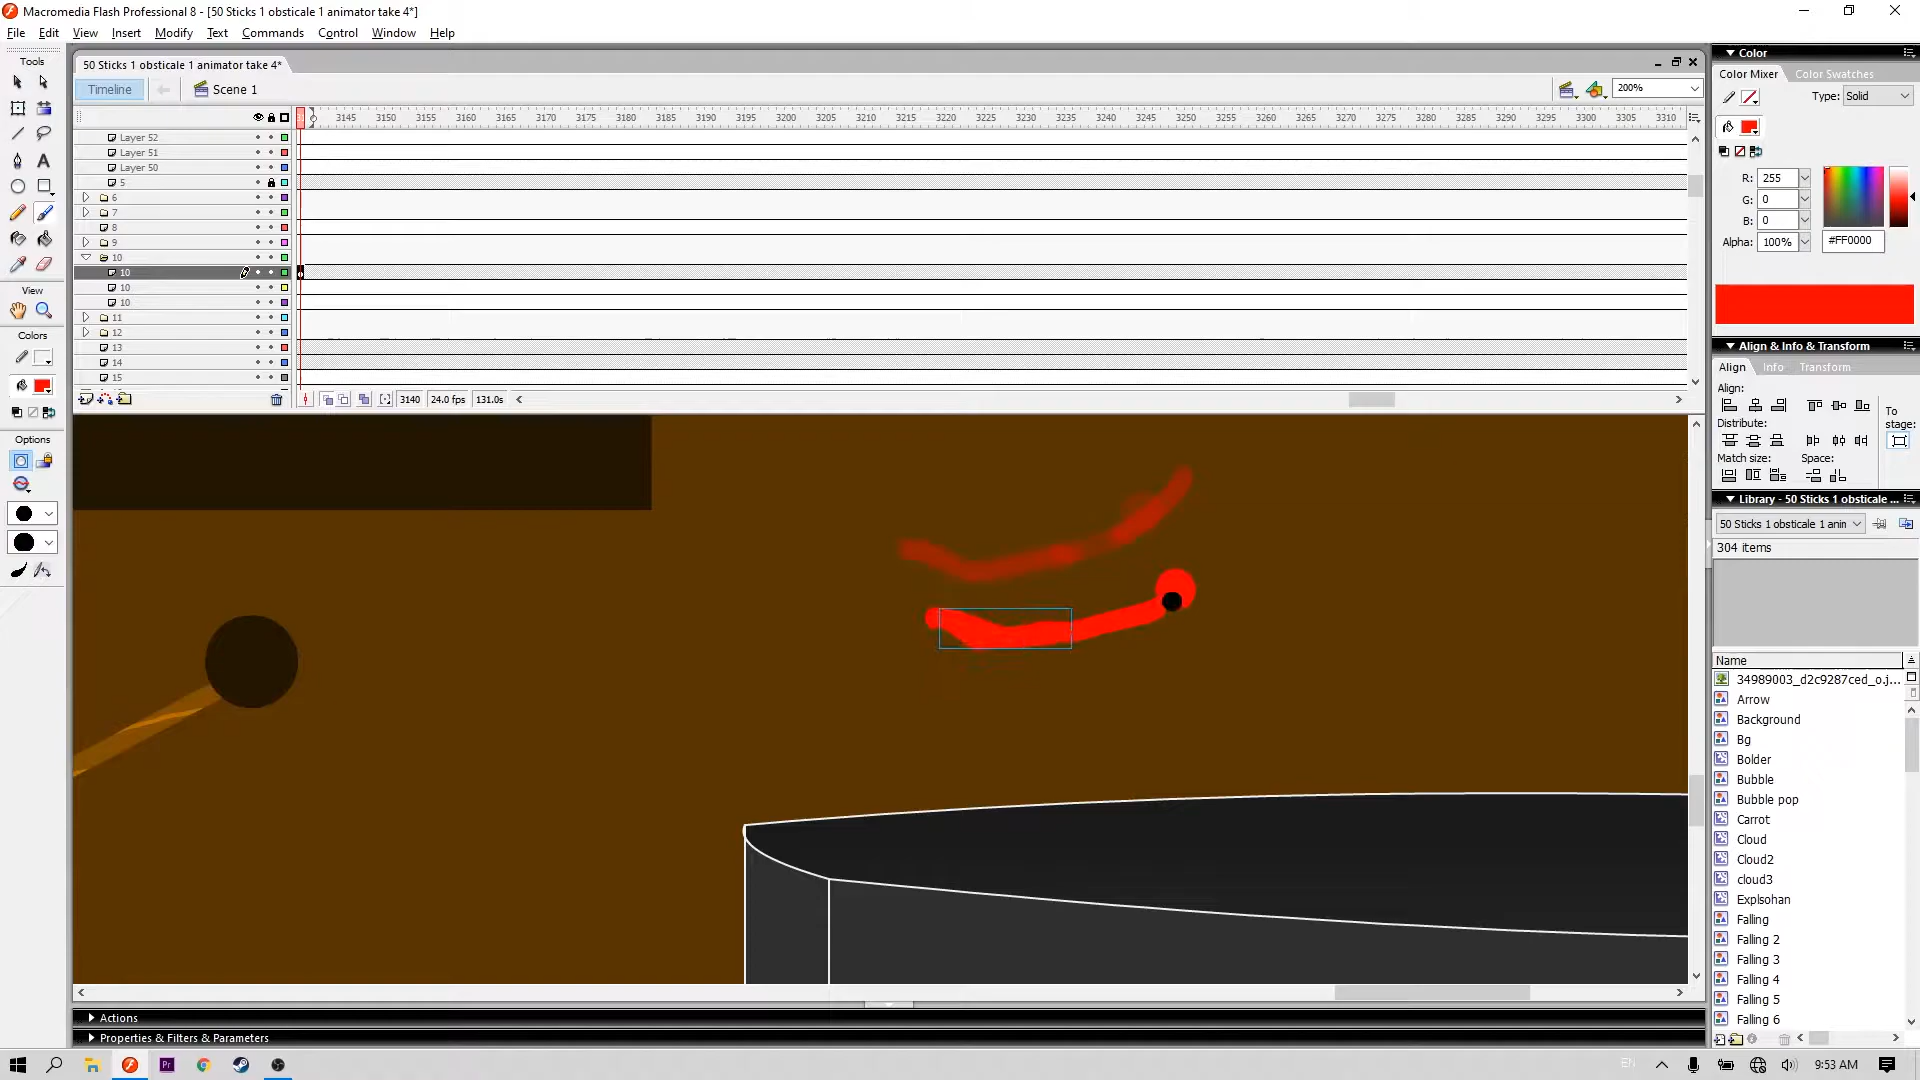 Macromedia Flash Professional 8 - [50 Sticks 1 obsticale 1 animator take 4*]
File Edit View Insert Modify Text Commands Control Window Help
Tools
50 Sticks 1 obsticale 1 animator take 4*
Timeline
Scene 1
200%
3145 3150 3155 3160 3165 3170 3175 3180 3185 3190 3195 3200 3205 3210 3215 3220 3225 3230 3235 3240 3245 3250 3255 3260 3265 3270 3275 3280 3285 3290 3295 3300 3305 3310
Layer 52
Layer 51
Layer 50
5
6
7
8
9
10
10
10
10
11
12
13
14
15
3140 24.0 fps 131.0s
View
Colors
Options
Color
Color Mixer Color Swatches
Type: Solid
R: 255
G: 0
B: 0
Alpha: 100% #FF0000
Align & Info & Transform
Align Info Transform
Align:
To
stage:
Distribute:
Match size: Space:
Library - 50 Sticks 1 obsticale ...
50 Sticks 1 obsticale 1 anin
304 items
Name
34989003_d2c9287ced_o.j...
Arrow
Background
Bg
Bolder
Bubble
Bubble pop
Carrot
Cloud
Cloud2
cloud3
Explsohan
Falling
Falling 2
Falling 3
Falling 4
Falling 5
Falling 6
Actions
Properties & Filters & Parameters
Pr
EN
9:53 AM